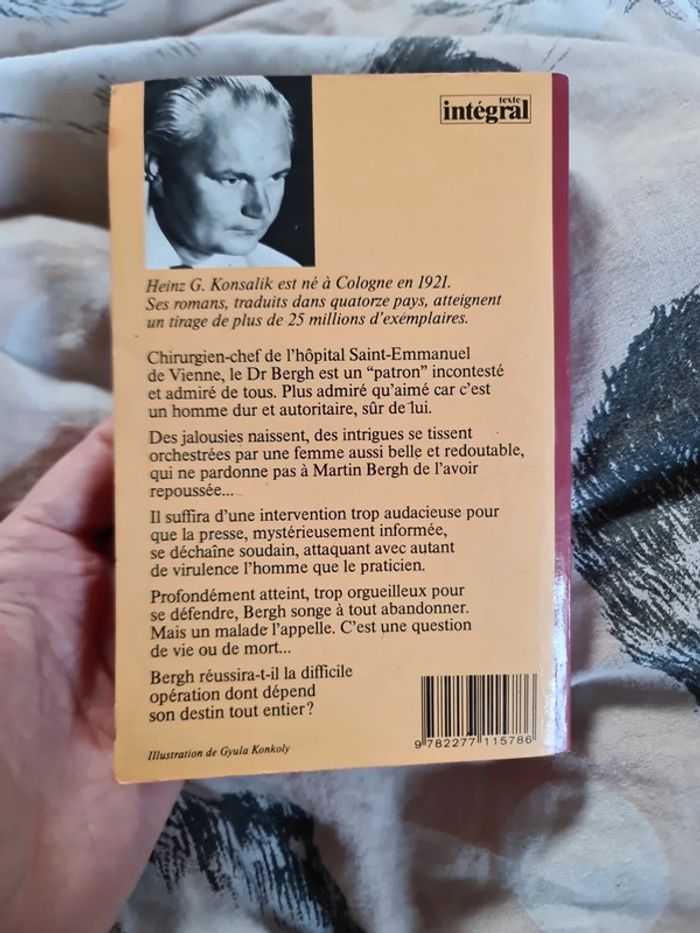 texte
intégral
Heinz G. Konsalik est né à Cologne en 1921.
Ses romans, traduits dans quatorze pays, atteignent
un tirage de plus de 25 millions d'exemplaires.
Chirurgien-chef de l'hôpital Saint-Emmanuel
de Vienne, le Dr Bergh est un “patron” incontesté
et admiré de tous. Plus admiré qu'aimé car c'est
un homme dur et autoritaire, sûr de lui.
Des jalousies naissent, des intrigues se tissent
orchestrées par une femme aussi belle et redoutable,
qui ne pardonne pas à Martin Bergh de l'avoir
repoussée...
Il suffira d'une intervention trop audacieuse pour
que la presse, mystérieusement informée,
se déchaîne soudain, attaquant avec autant
de virulence l'homme que le praticien.
Profondément atteint, trop orgueilleux pour
se défendre, Bergh songe à tout abandonner.
Mais un malade l'appelle. C'est une question
de vie ou de mort...
Bergh réussira-t-il la difficile
opération dont dépend
son destin tout entier ?
Illustration de Gyula Konkoly
9 782277 115786